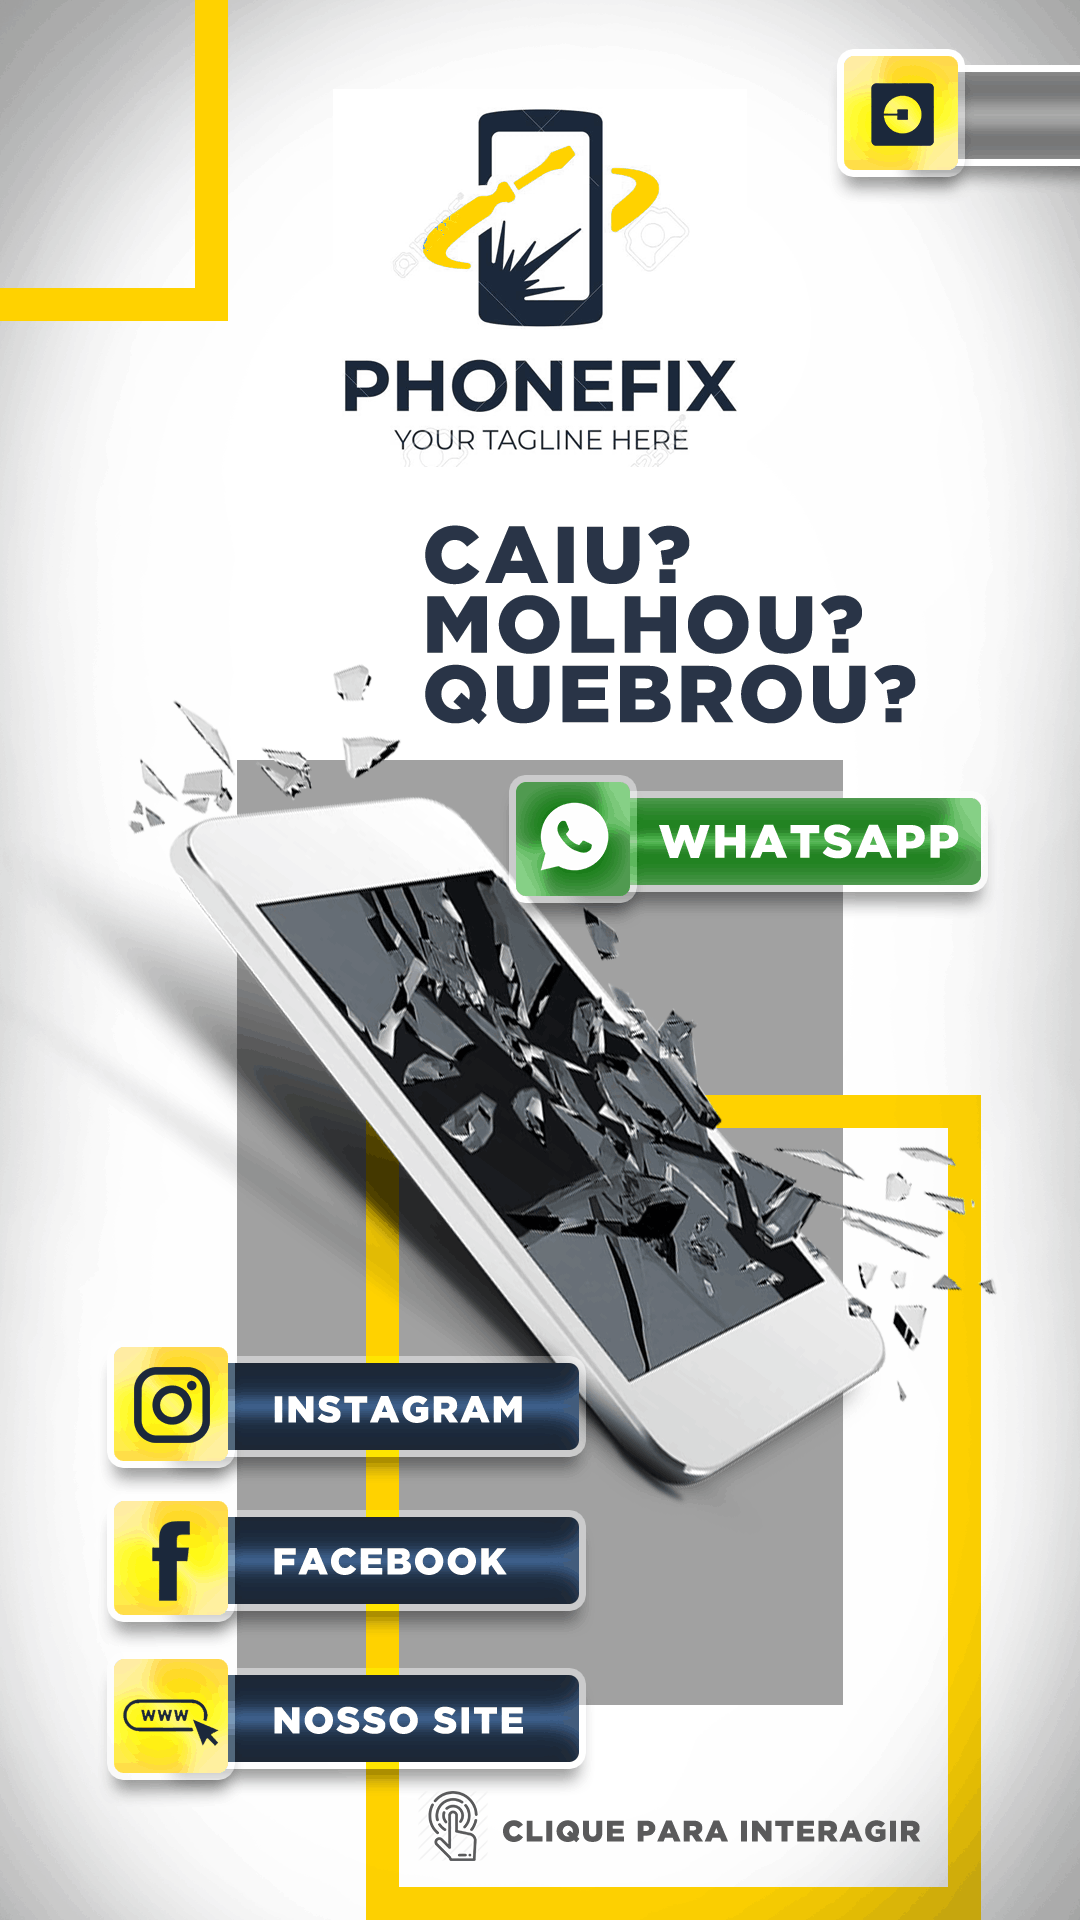 PHONEFIX
YOUR TAGLINE HERE
CAIU?
MOLHOU?
QUEBROU?
WHATSAPP
INSTAGRAM
FACEBOOK
WWW
NOSSO SITE
CLIQUE PARA INTERAGIR